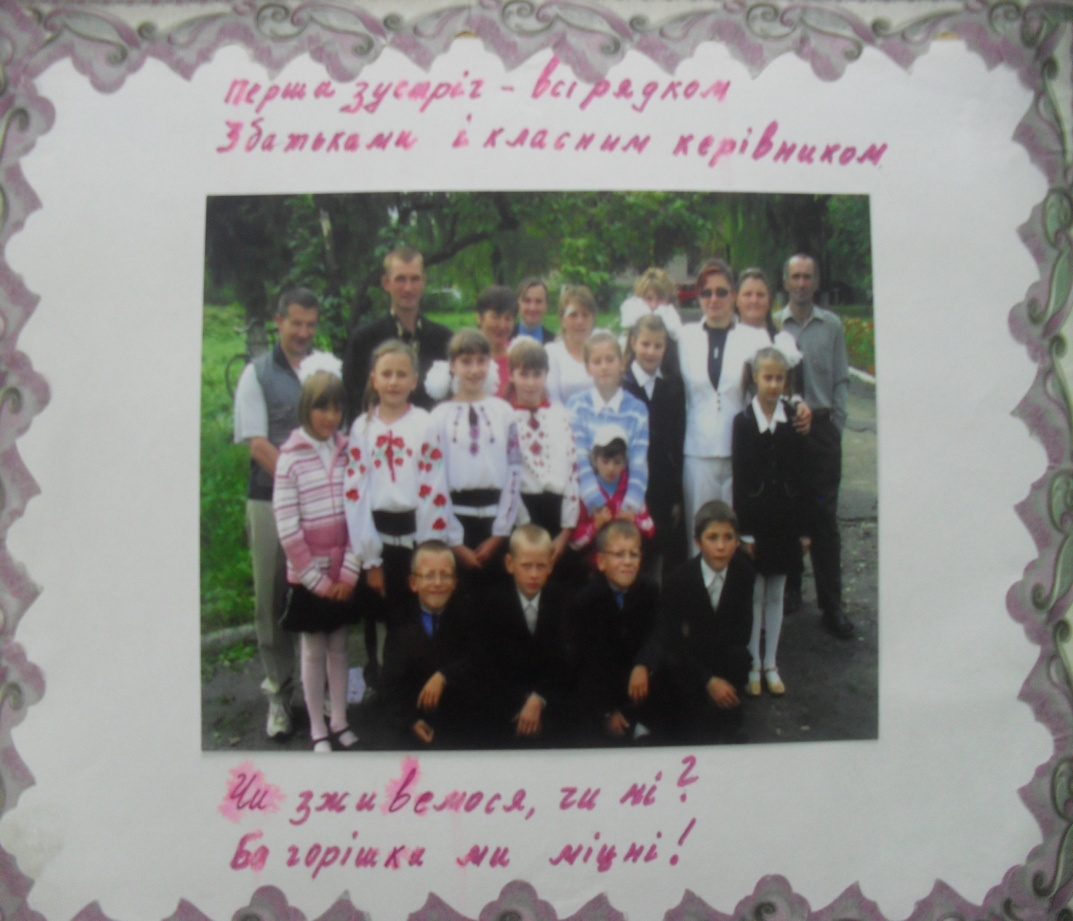 Перша зустріч - всі рядком
З батьками і класним керівником
Чи зживемося, чи ні?
Бо горішки ми міцні!